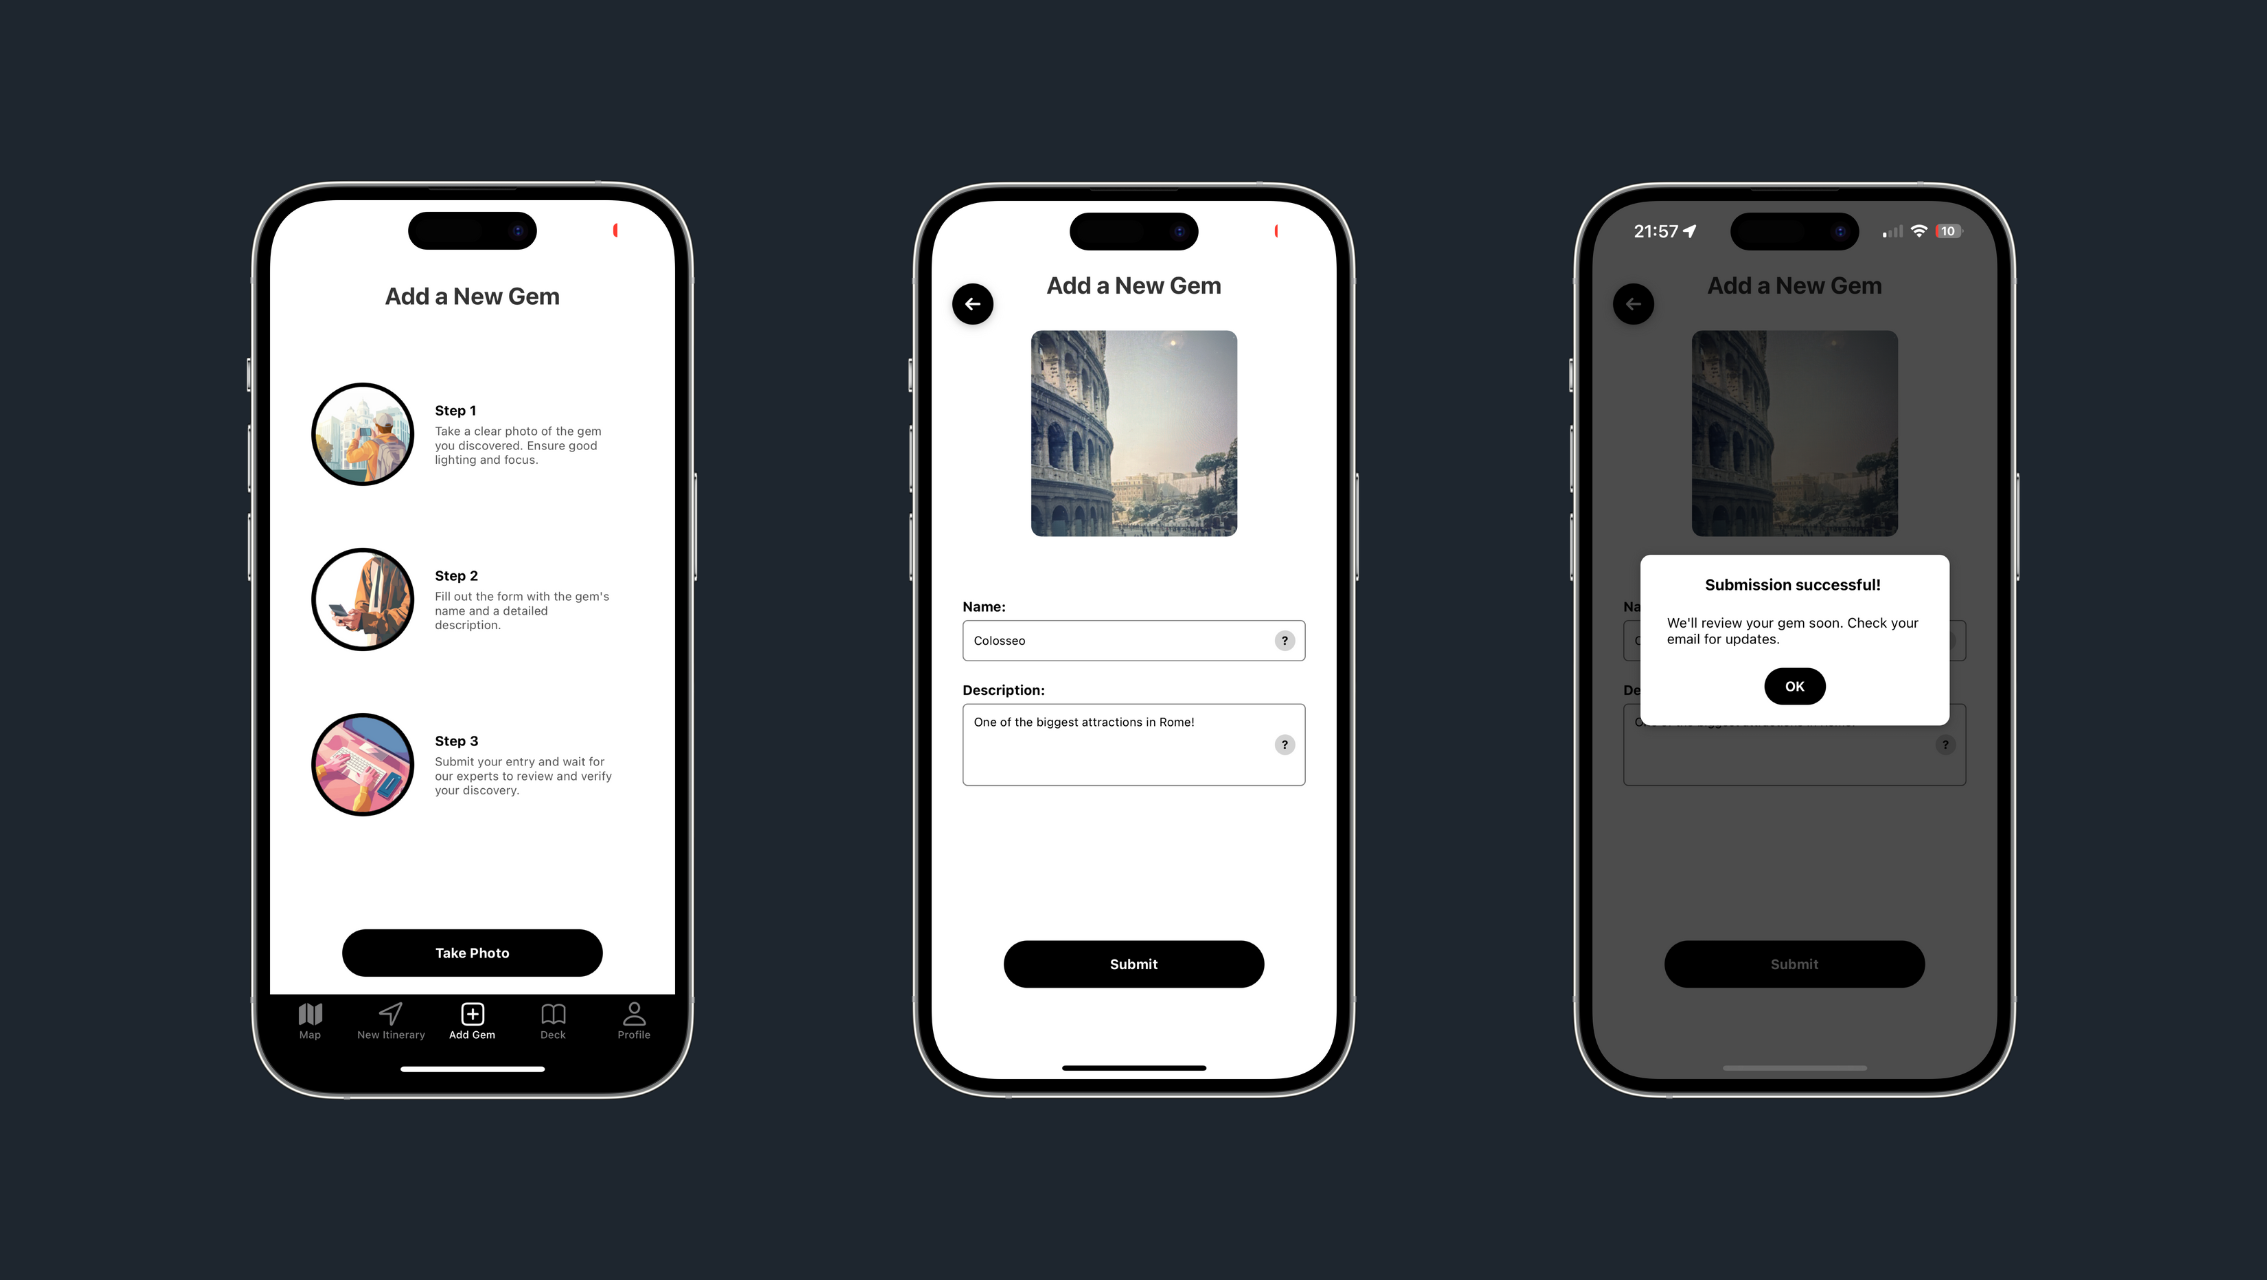 Add a New Gem
Step 1
Take a clear photo of the gem
you discovered. Ensure good
lighting and focus.
Step 2
Fill out the form with the gem's
name and a detailed
description.
Step 3
Submit your entry and wait for
our experts to review and verify
your discovery.
Take Photo
Map
New Itinerary
Add Gem
Deck
Profile
Add a New Gem
Name:
Colosseo
?
Description:
One of the biggest attractions in Rome!
?
Submit
21:57
10
Add a New Gem
Submission successful!
We'll review your gem soon. Check your
email for updates.
OK
Na
De
?
Submit